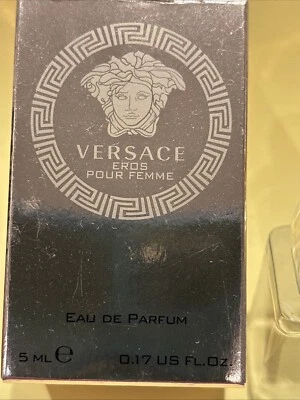 VERSACE
EROS
POUR FEMME
EAU DE PARFUM
5 ML ℮ 0.17 US FL.OZ.